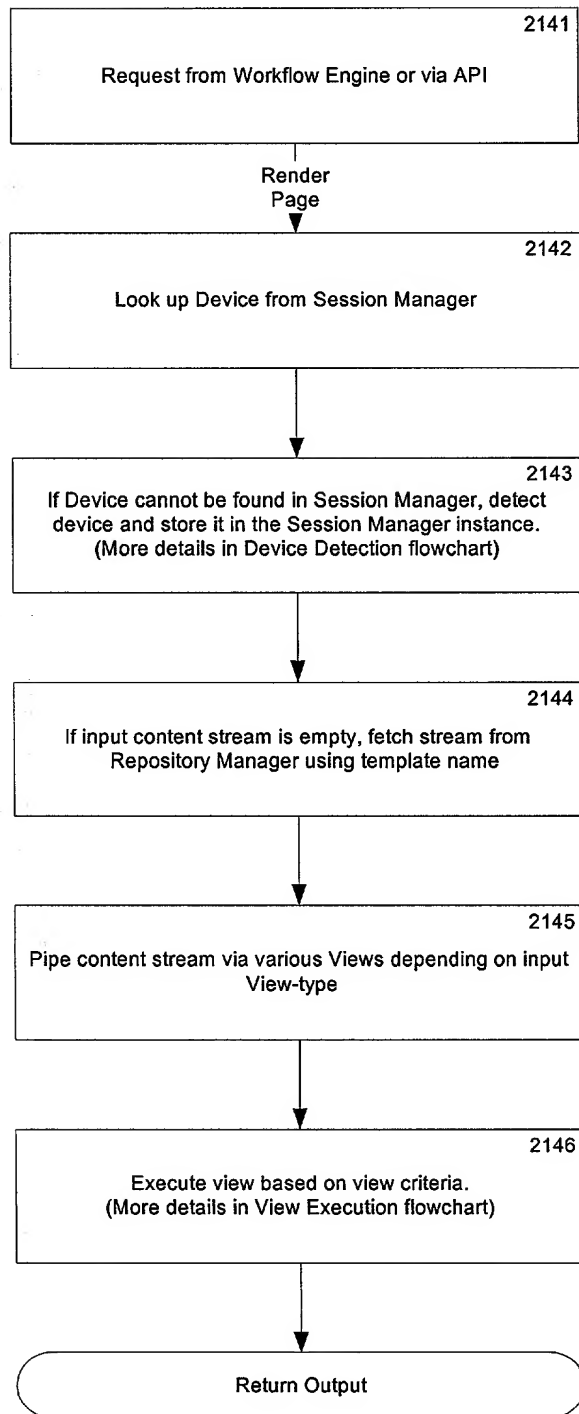 2141
Request from Workflow Engine or via API
Render
Page
2142
Look up Device from Session Manager
2143
If Device cannot be found in Session Manager, detect
device and store it in the Session Manager instance.
(More details in Device Detection flowchart)
2144
If input content stream is empty, fetch stream from
Repository Manager using template name
2145
Pipe content stream via various Views depending on input
View-type
2146
Execute view based on view criteria.
(More details in View Execution flowchart)
Return Output